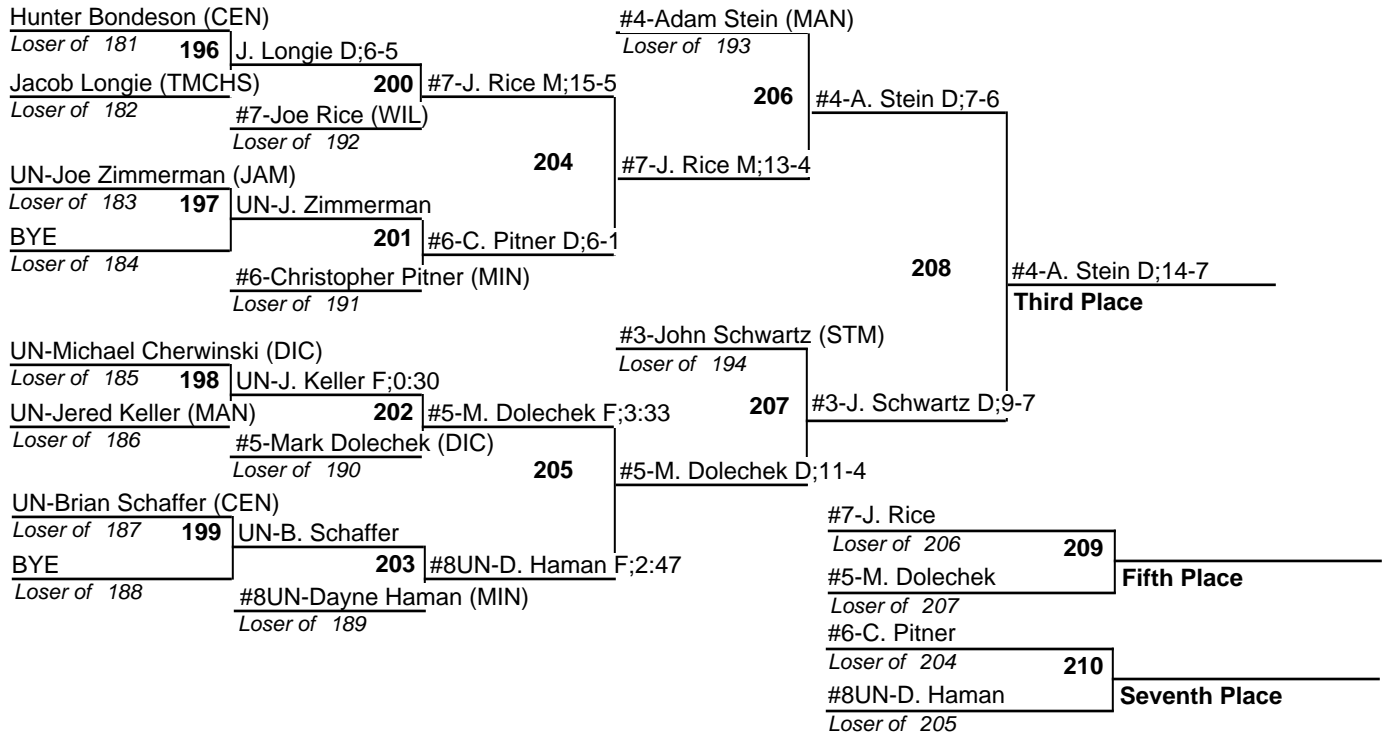 Hunter Bondeson (CEN)
Loser of 181
196
J. Longie D;6-5
Jacob Longie (TMCHS)
Loser of 182
200
#7-J. Rice M;15-5
#7-Joe Rice (WIL)
Loser of 192
UN-Joe Zimmerman (JAM)
Loser of 183
197
UN-J. Zimmerman
BYE
Loser of 184
201
#6-C. Pitner D;6-1
#6-Christopher Pitner (MIN)
Loser of 191
204
#7-J. Rice M;13-4
#4-Adam Stein (MAN)
Loser of 193
206
#4-A. Stein D;7-6
UN-Michael Cherwinski (DIC)
Loser of 185
198
UN-J. Keller F;0:30
UN-Jered Keller (MAN)
Loser of 186
202
#5-M. Dolechek F;3:33
#5-Mark Dolechek (DIC)
Loser of 190
UN-Brian Schaffer (CEN)
Loser of 187
199
UN-B. Schaffer
BYE
Loser of 188
203
#8UN-D. Haman F;2:47
#8UN-Dayne Haman (MIN)
Loser of 189
205
#5-M. Dolechek D;11-4
#3-John Schwartz (STM)
Loser of 194
207
#3-J. Schwartz D;9-7
208
#4-A. Stein D;14-7
Third Place
#7-J. Rice
Loser of 206
209
#5-M. Dolechek
Loser of 207
Fifth Place
#6-C. Pitner
Loser of 204
210
#8UN-D. Haman
Loser of 205
Seventh Place